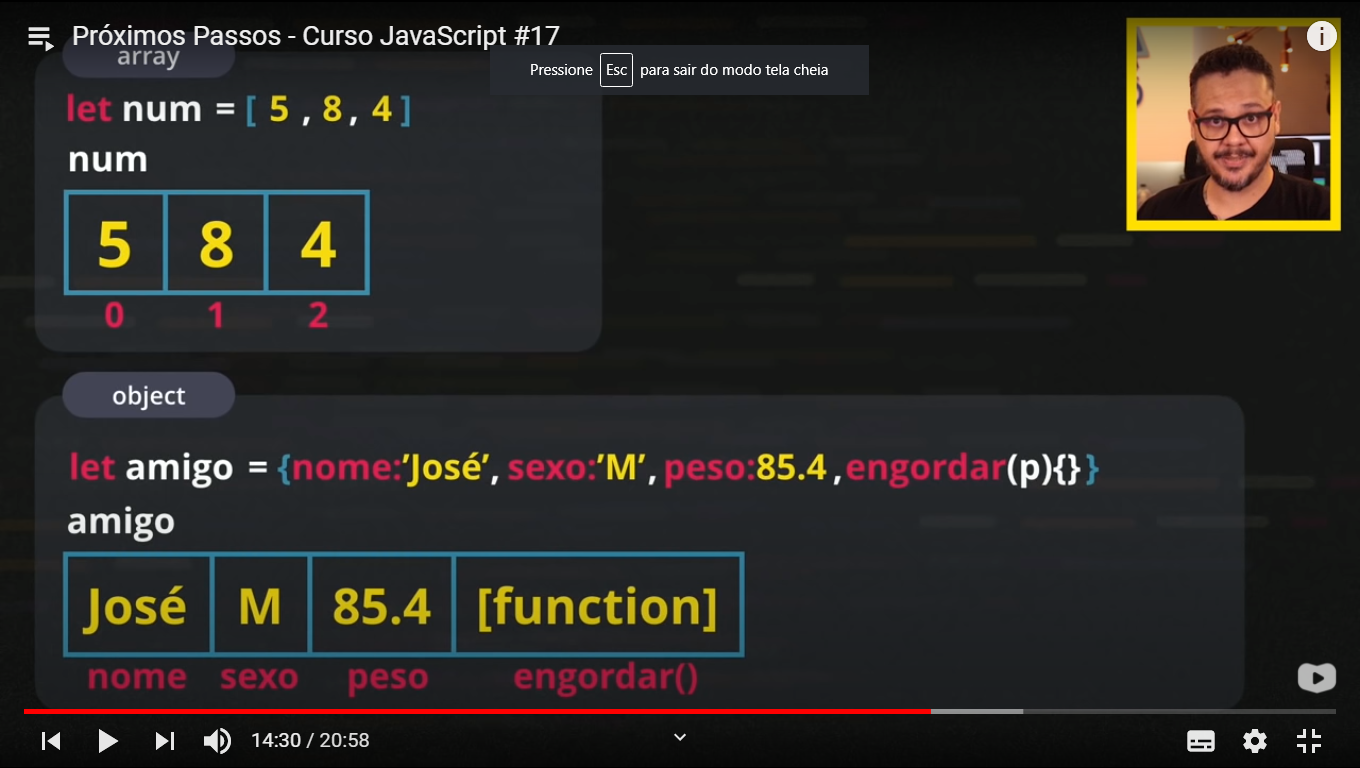 Próximos Passos - Curso JavaScript #17
array
Pressione Esc para sair do modo tela cheia
let num = [ 5 , 8 , 4 ]
num
5 8 4
0 1 2
object
let amigo = {nome:’José’, sexo:’M’, peso:85.4 ,engordar(p){} }
amigo
José M 85.4 [function]
nome sexo peso engordar()
14:30 / 20:58